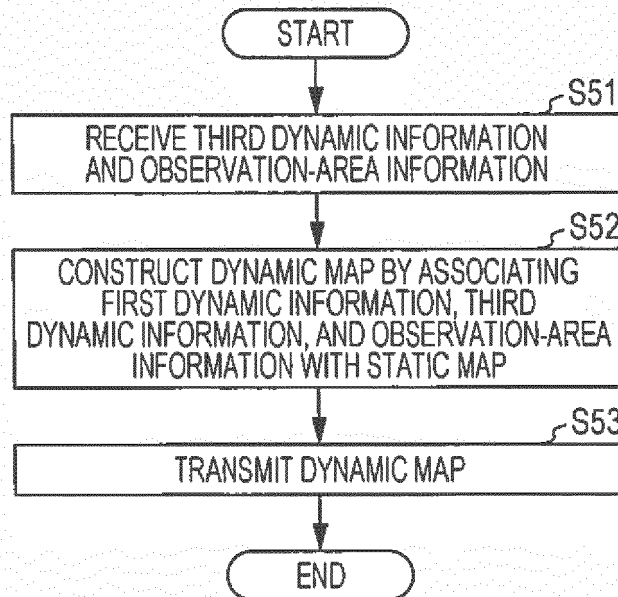 START
S51
RECEIVE THIRD DYNAMIC INFORMATION
AND OBSERVATION-AREA INFORMATION
S52
CONSTRUCT DYNAMIC MAP BY ASSOCIATING
FIRST DYNAMIC INFORMATION, THIRD
DYNAMIC INFORMATION, AND OBSERVATION-AREA
INFORMATION WITH STATIC MAP
S53
TRANSMIT DYNAMIC MAP
END